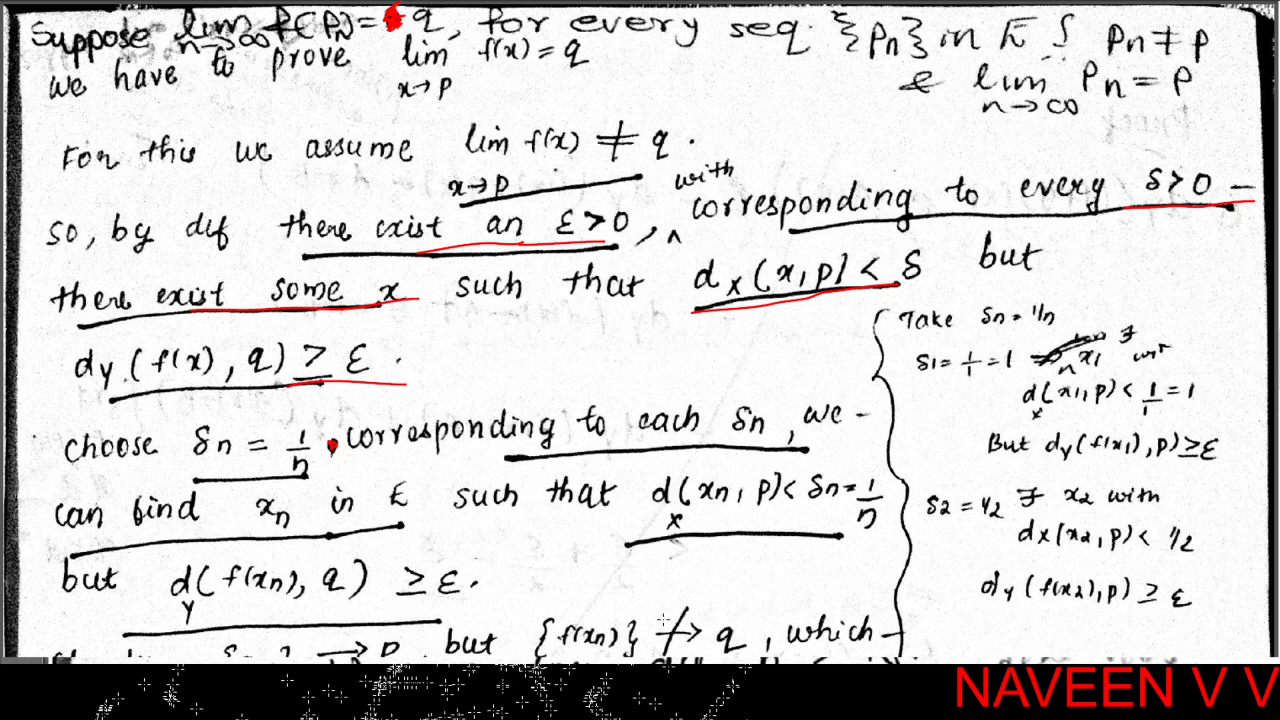 Suppose lim n→∞ f(Pn) = q, for every seq. {Pn} in E ∫ Pn ≠ p
we have to prove lim x→p f(x) = q & lim n→∞ Pn = P
For this we assume lim x→p f(x) ≠ q.
so, by def there exist an ε>0, with corresponding to every δ>0 –
there exist some x such that dx(x,p) < δ but
dy(f(x), q) ≥ ε.
choose δn = 1/n, corresponding to each δn, we –
can find xn in E such that dx(xn, p) < δn = 1/n
but dy(f(xn), q) ≥ ε.
→ p but {f(xn)} ↛ q, which –
Take δn = 1/n
δ1 = 1/1 = 1 ∃ x1 with
dx(x1, p) < 1/1 = 1
But dy(f(x1), p) ≥ ε
δ2 = 1/2 ∃ x2 with
dx(x2, p) < 1/2
dy(f(x2), p) ≥ ε
NAVEEN V V